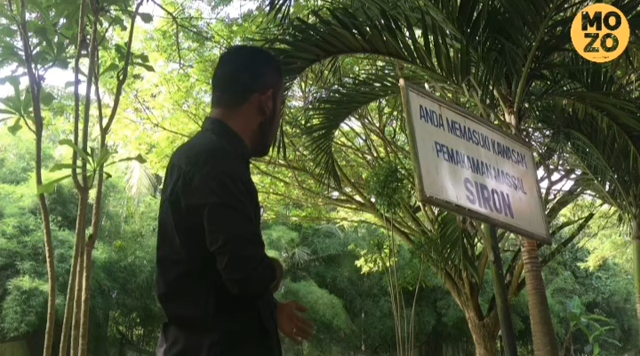 MO
ZO
ANDA MEMASUKI KAWASAN
PEMAKAMAN MASSAL
SIRON